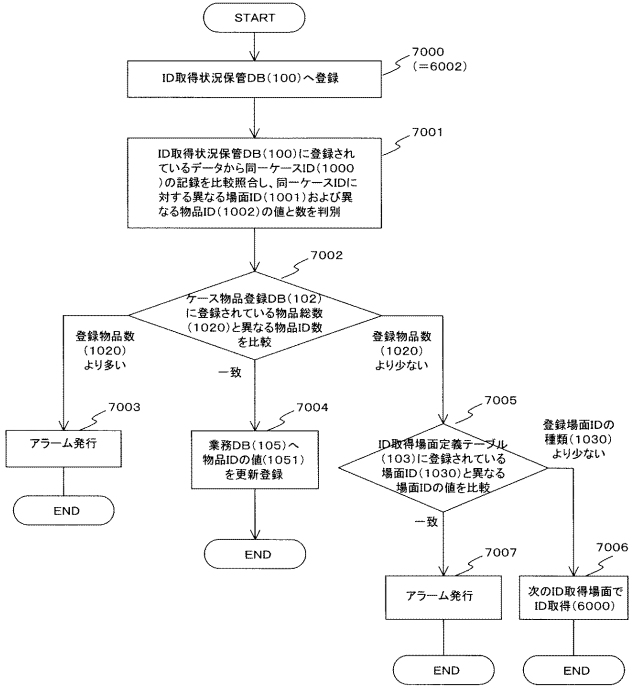 START
7000
(=6002)
ID取得状況保管DB(100)へ登録
7001
ID取得状況保管DB(100)に登録され
ているデータから同一ケースID(1000
)の記録を比較照合し、同一ケースIDに
対する異なる場面ID(1001)および異
なる物品ID(1002)の値と数を判別
7002
ケース物品登録DB(102)
に登録されている物品総数
(1020)と異なる物品ID数
を比較
登録物品数
(1020)
より多い
一致
登録物品数
(1020)
より少ない
7003
アラーム発行
END
7004
業務DB(105)へ
物品IDの値(1051)
を更新登録
END
7005
ID取得場面定義テーブル
(103)に登録されている
場面ID(1030)と異なる
場面IDの値を比較
登録場面IDの
種類(1030)
より少ない
一致
7007
アラーム発行
END
7006
次のID取得場面で
ID取得(6000)
END